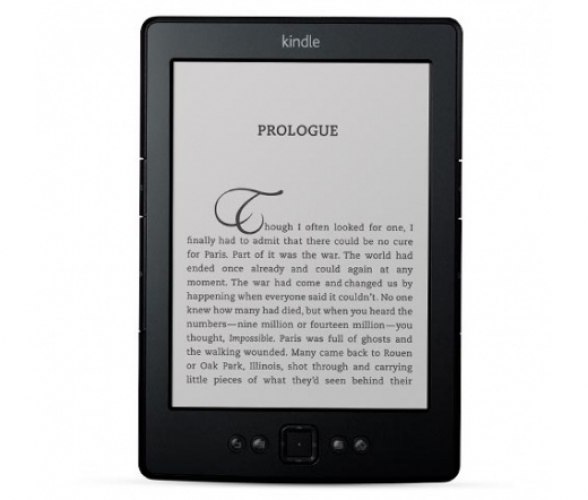 kindle
PROLOGUE
Though I often looked for one, I
finally had to admit that there could be no cure
for Paris. Part of it was the war. The world had
ended once already and could again at any
moment. The war had come and changed us by
happening when everyone said it couldn't. No one
knew how many had died, but when you heard the
numbers—nine million or fourteen million—you
thought, Impossible. Paris was full of ghosts and
the walking wounded. Many came back to Rouen
or Oak Park, Illinois, shot through and carrying
little pieces of what they'd seen behind their